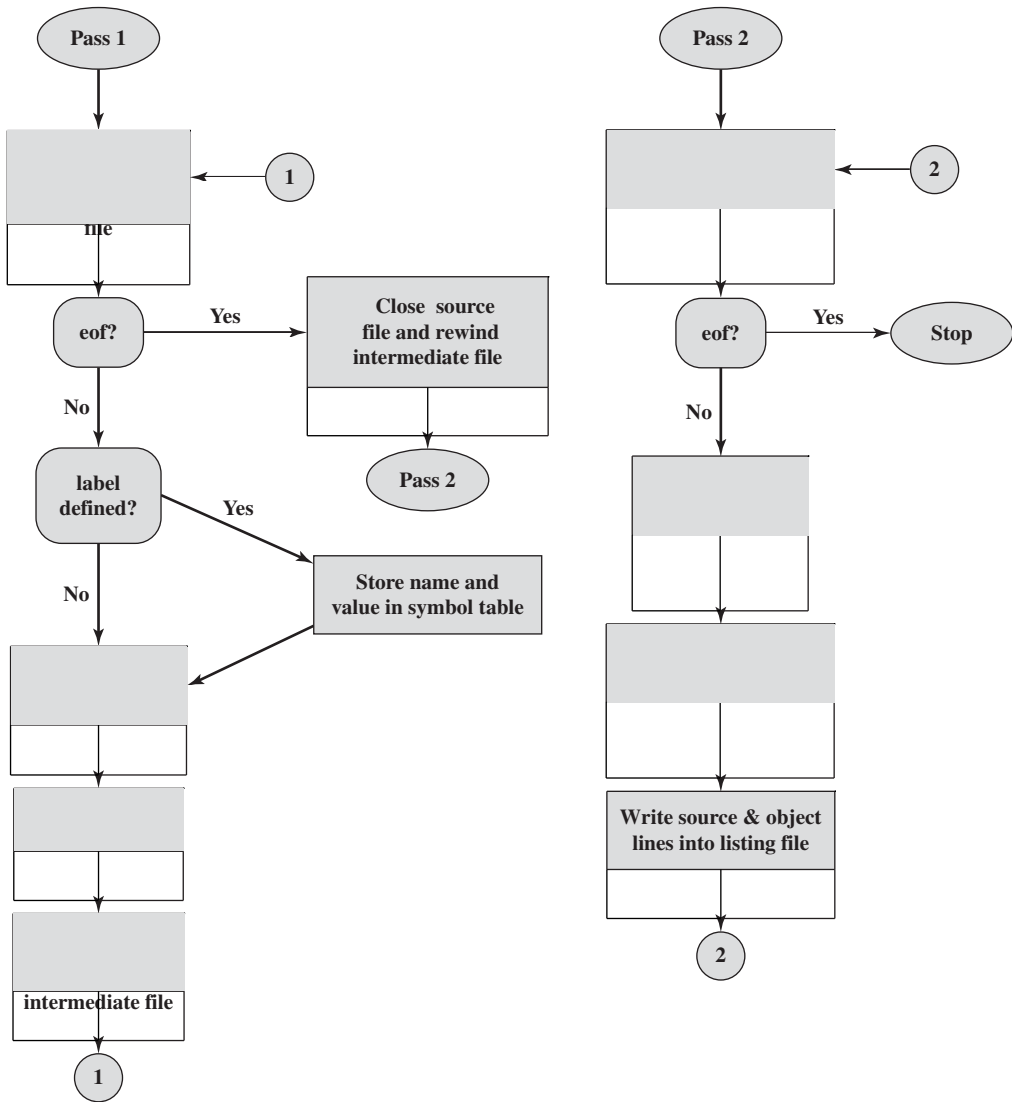 Pass 1
1
file
eof?
Yes
Close source
file and rewind
intermediate file
No
Pass 2
label
defined?
Yes
No
Store name and
value in symbol table
intermediate file
1
Pass 2
2
eof?
Yes
Stop
No
Write source & object
lines into listing file
2